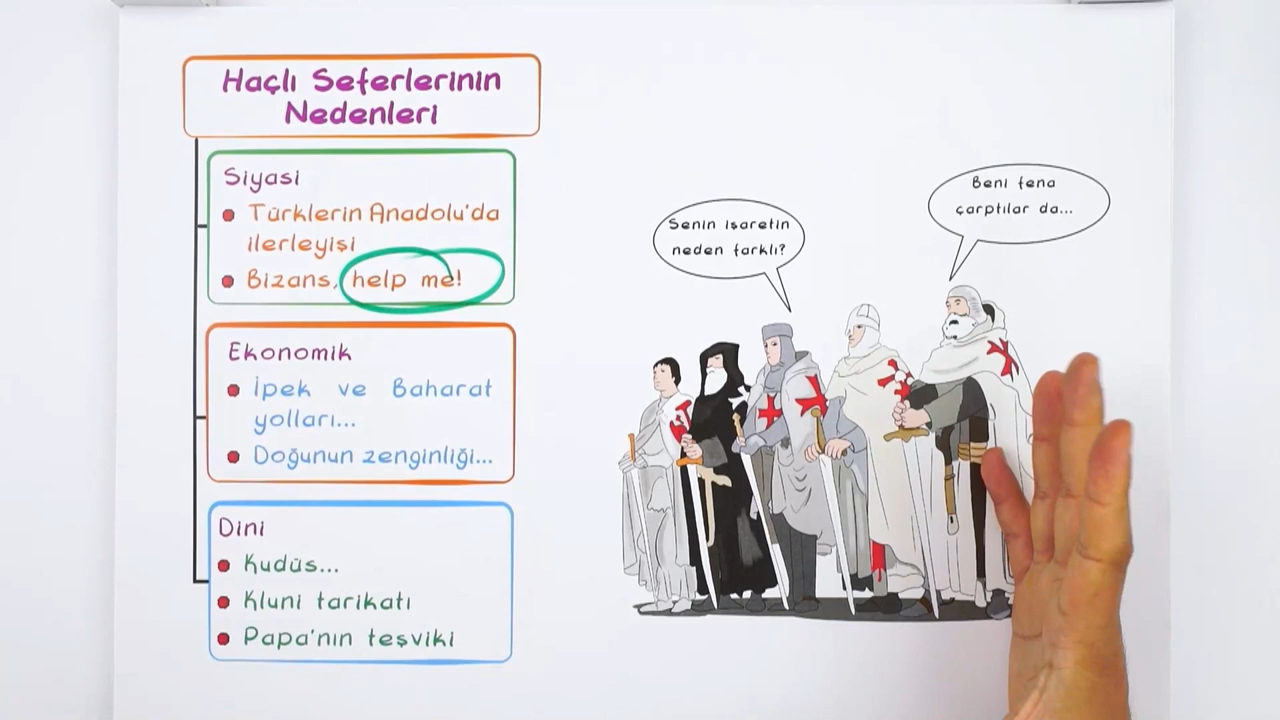 Haçlı Seferlerinin
Nedenleri
Siyasi
Türklerin Anadolu'da
ilerleyişi
Bizans, help me!
Ekonomik
İpek ve Baharat
yolları...
Doğunun zenginliği...
Dini
Kudüs...
Kluni tarikatı
Papa'nın teşviki
Senin işaretin
neden farklı?
Beni fena
çarptılar da...